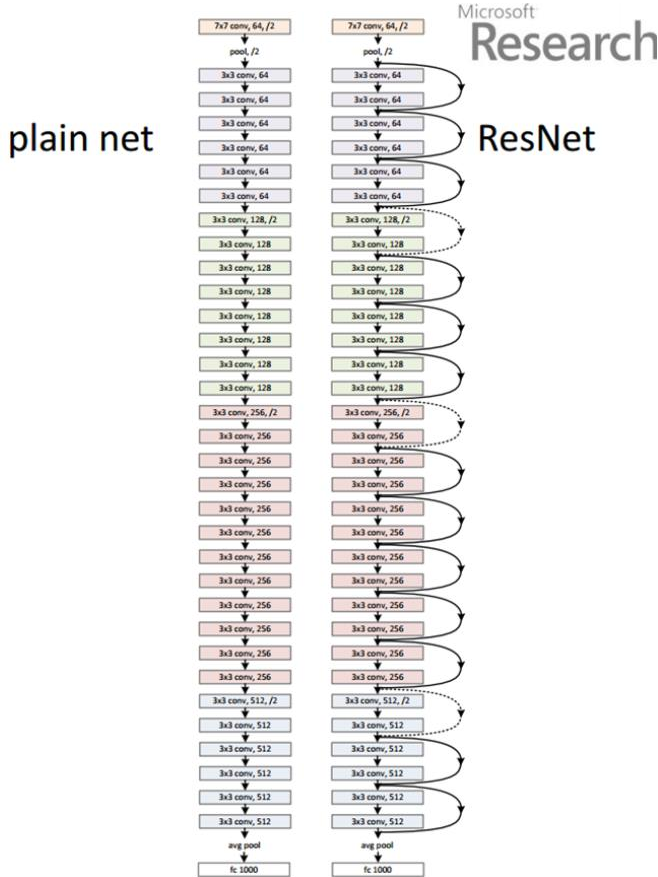 Microsoft
Research
plain net
7x7 conv, 64, /2
pool, /2
3x3 conv, 64
3x3 conv, 64
3x3 conv, 64
3x3 conv, 64
3x3 conv, 64
3x3 conv, 64
3x3 conv, 128, /2
3x3 conv, 128
3x3 conv, 128
3x3 conv, 128
3x3 conv, 128
3x3 conv, 128
3x3 conv, 128
3x3 conv, 128
3x3 conv, 256, /2
3x3 conv, 256
3x3 conv, 256
3x3 conv, 256
3x3 conv, 256
3x3 conv, 256
3x3 conv, 256
3x3 conv, 256
3x3 conv, 256
3x3 conv, 256
3x3 conv, 256
3x3 conv, 256
3x3 conv, 512, /2
3x3 conv, 512
3x3 conv, 512
3x3 conv, 512
3x3 conv, 512
3x3 conv, 512
avg pool
fc 1000
ResNet
7x7 conv, 64, /2
pool, /2
3x3 conv, 64
3x3 conv, 64
3x3 conv, 64
3x3 conv, 64
3x3 conv, 64
3x3 conv, 64
3x3 conv, 128, /2
3x3 conv, 128
3x3 conv, 128
3x3 conv, 128
3x3 conv, 128
3x3 conv, 128
3x3 conv, 128
3x3 conv, 128
3x3 conv, 256, /2
3x3 conv, 256
3x3 conv, 256
3x3 conv, 256
3x3 conv, 256
3x3 conv, 256
3x3 conv, 256
3x3 conv, 256
3x3 conv, 256
3x3 conv, 256
3x3 conv, 256
3x3 conv, 256
3x3 conv, 512, /2
3x3 conv, 512
3x3 conv, 512
3x3 conv, 512
3x3 conv, 512
3x3 conv, 512
avg pool
fc 1000